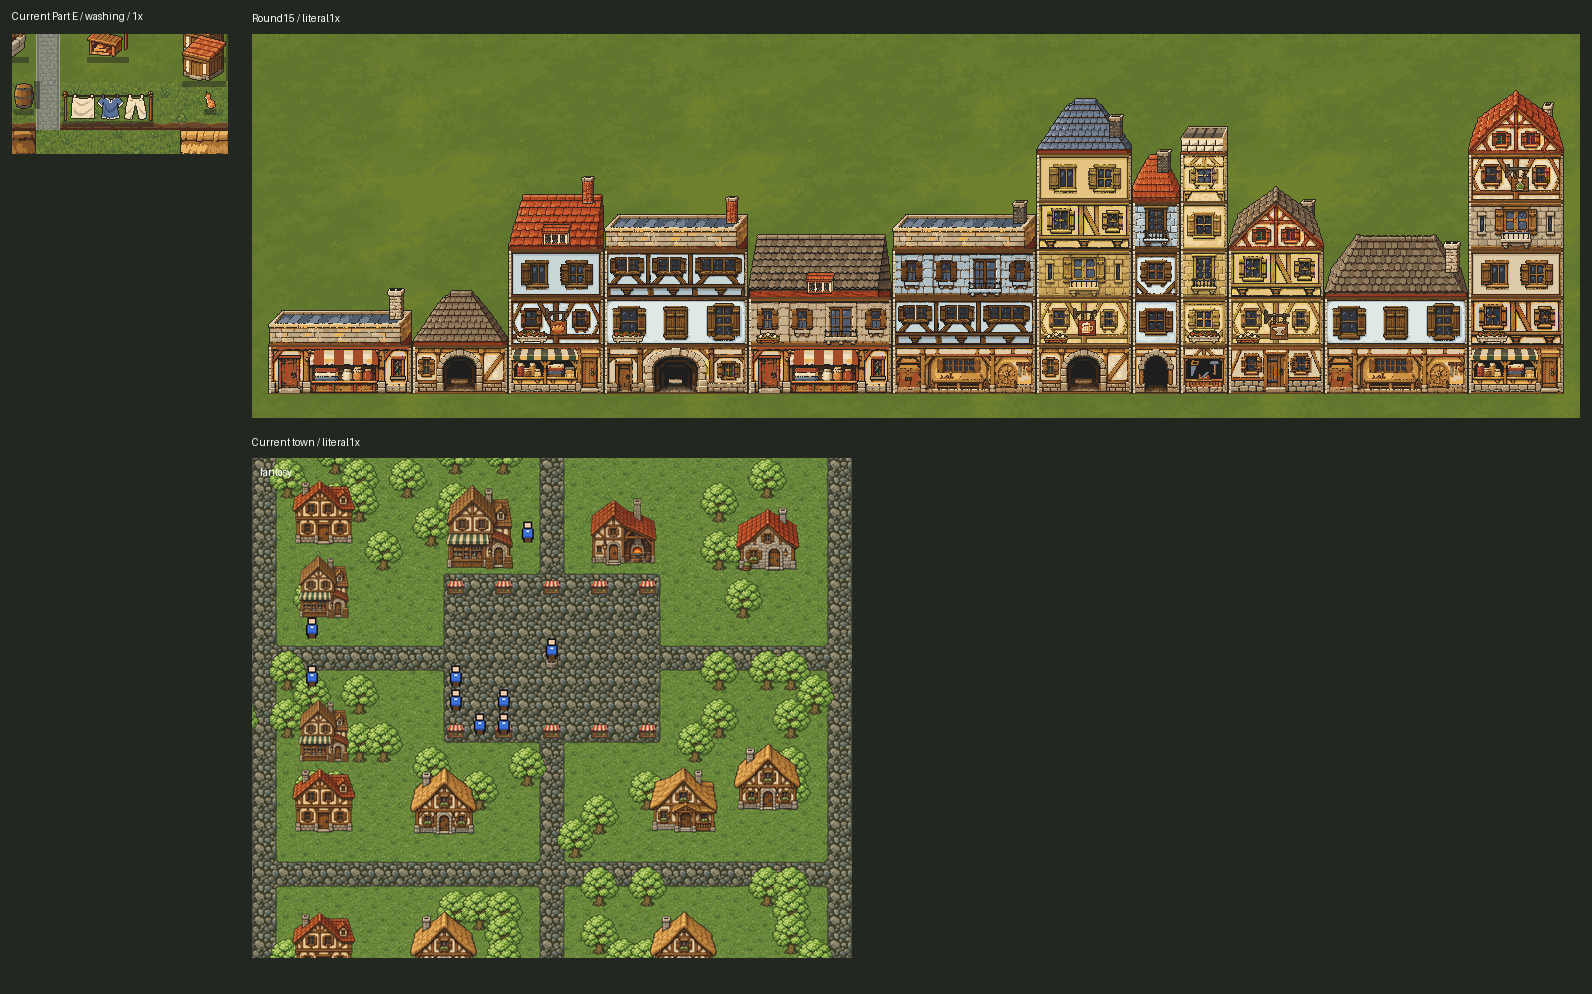 Current Part E / washing / 1x
Round15 / literal1x
Current town / literal1x
fantasy